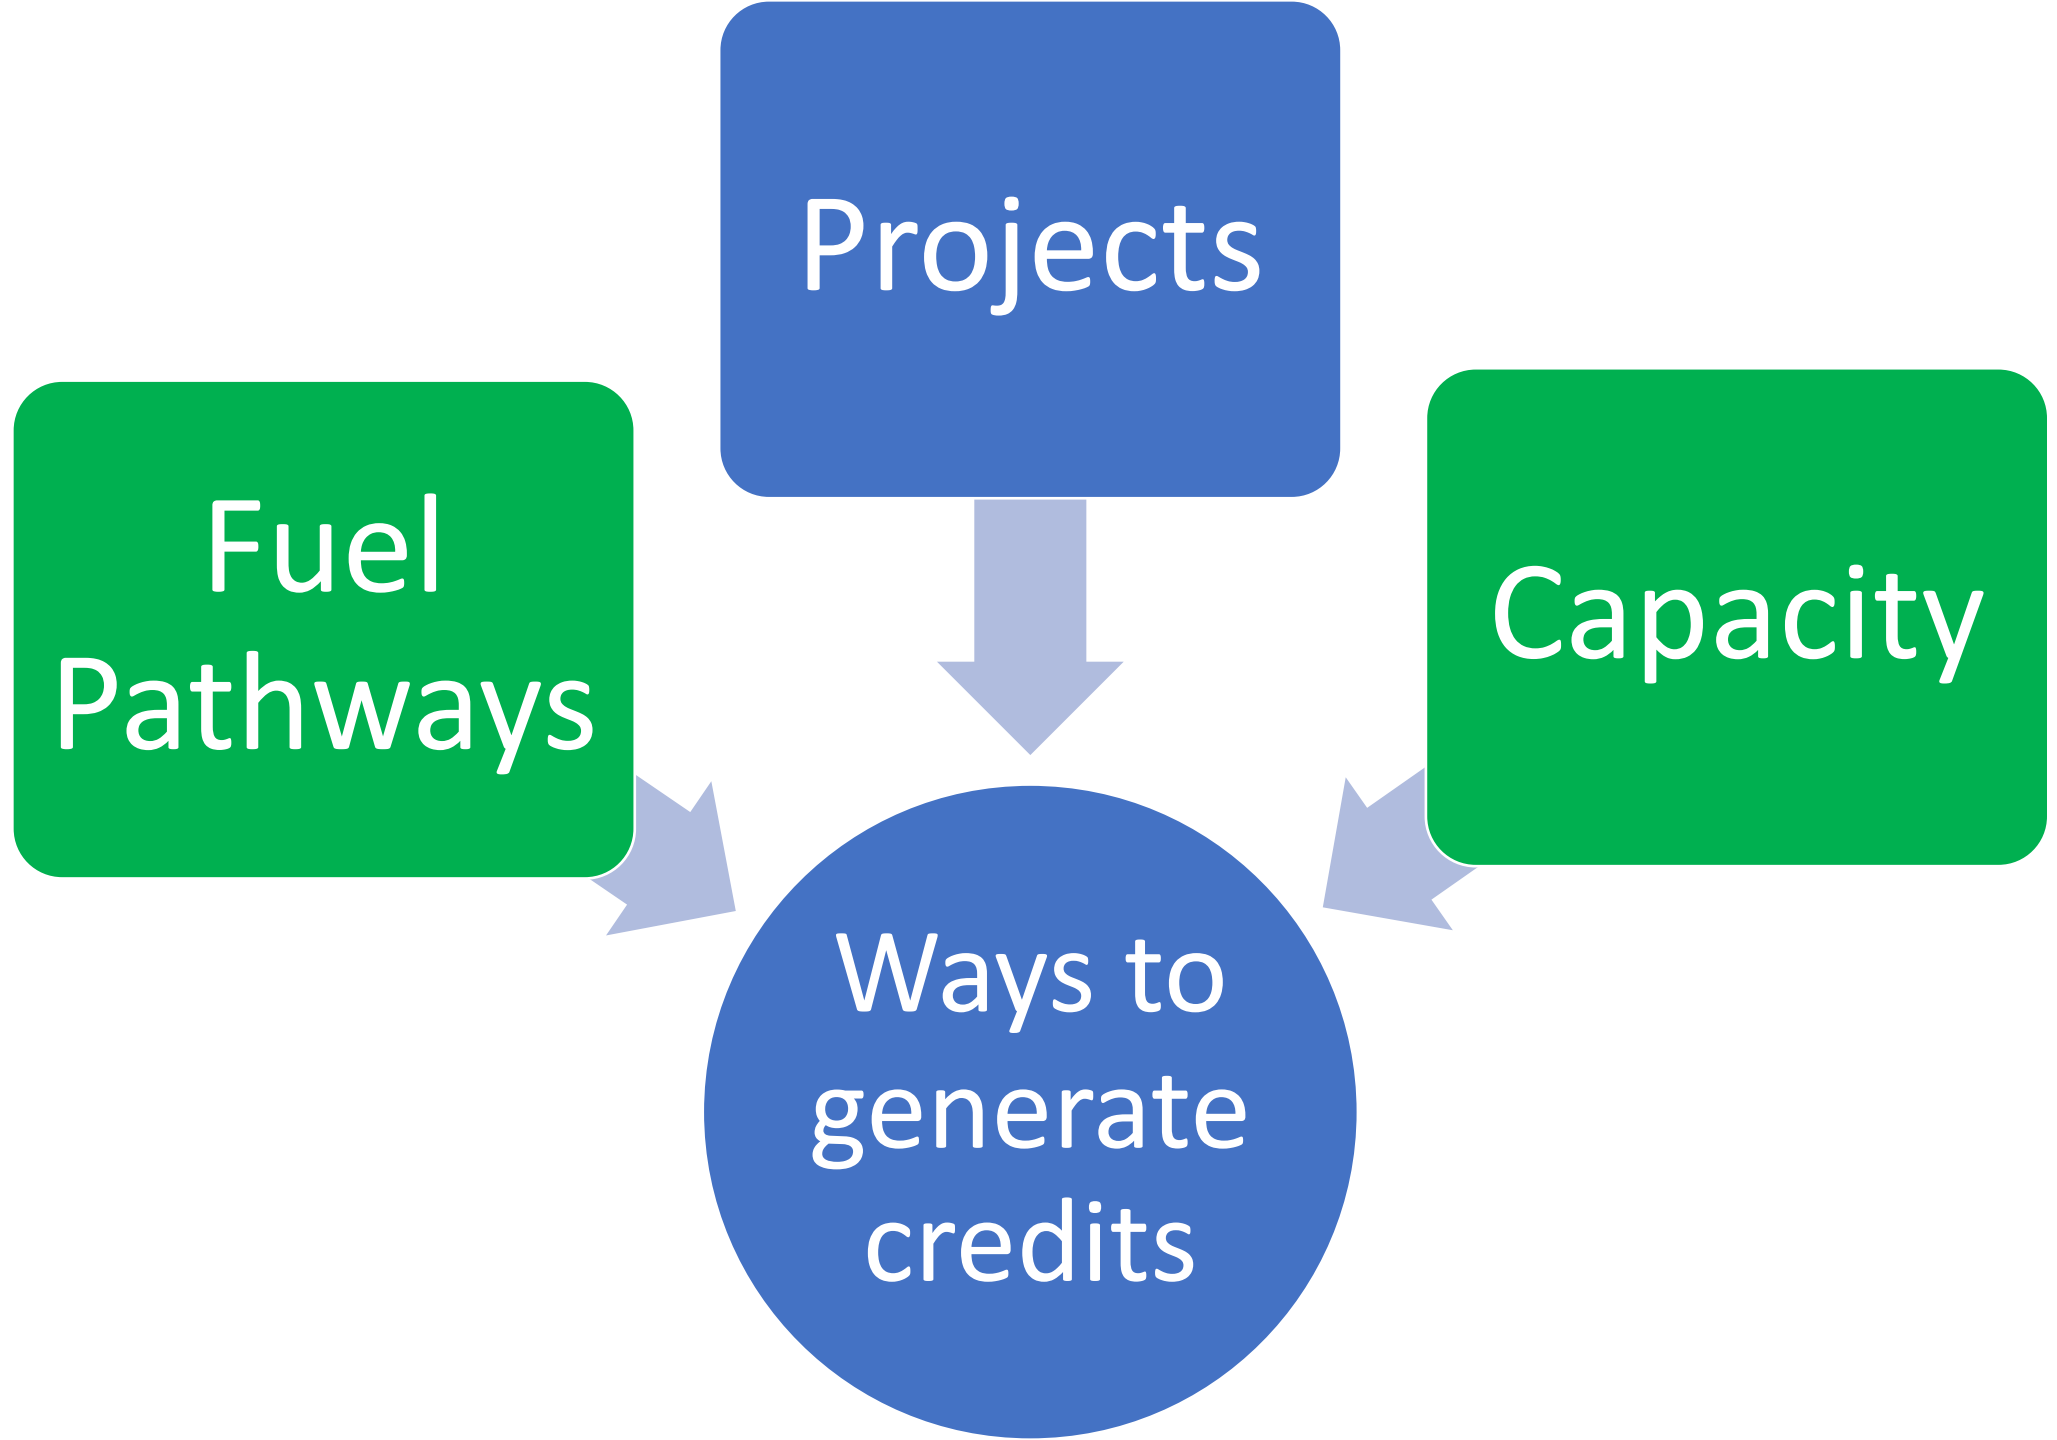 Projects
Fuel
Pathways
Capacity
Ways to
generate
credits